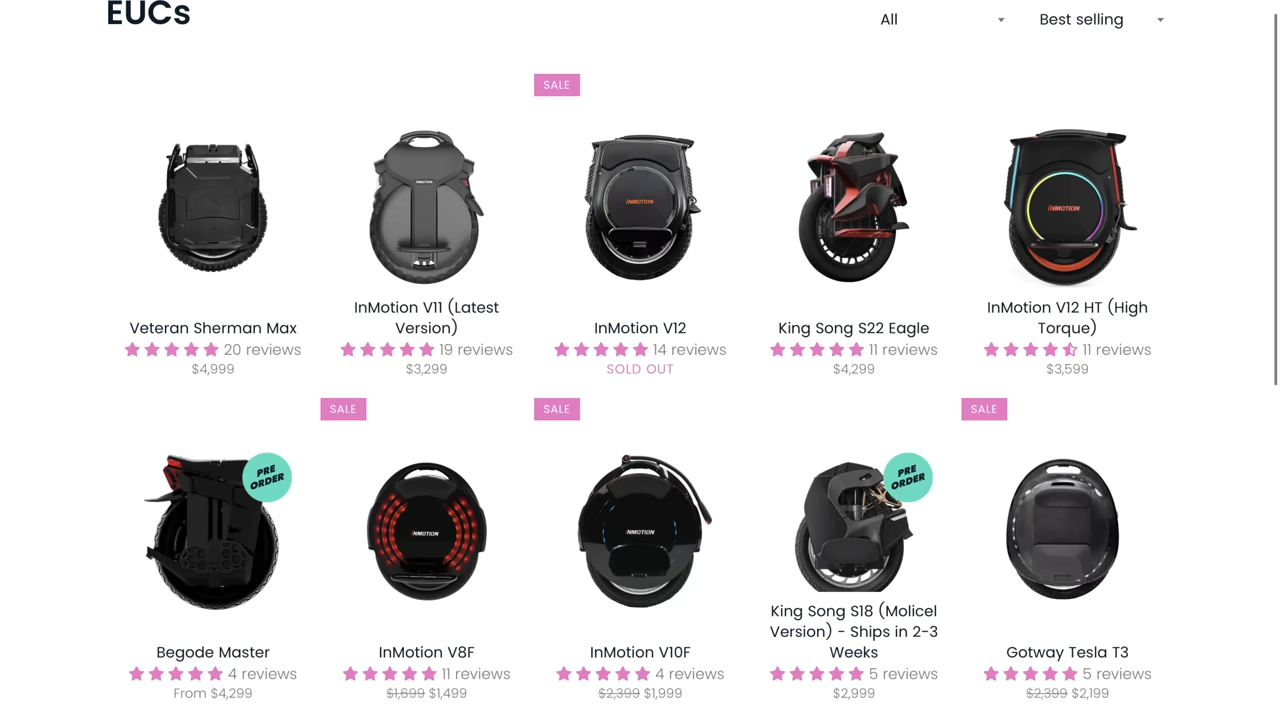 EUCs
All
Best selling
SALE
INMOTION
INMOTION
INMOTION
Veteran Sherman Max
20 reviews
$4,999
InMotion V11 (Latest
Version)
19 reviews
$3,299
InMotion V12
14 reviews
SOLD OUT
King Song S22 Eagle
11 reviews
$4,299
InMotion V12 HT (High
Torque)
11 reviews
$3,599
SALE
SALE
SALE
PRE
ORDER
INMOTION
INMOTION
PRE
ORDER
Begode Master
4 reviews
From $4,299
InMotion V8F
11 reviews
$1,699 $1,499
InMotion V10F
4 reviews
$2,399 $1,999
King Song S18 (Molicel
Version) - Ships in 2-3
Weeks
5 reviews
$2,999
Gotway Tesla T3
5 reviews
$2,399 $2,199